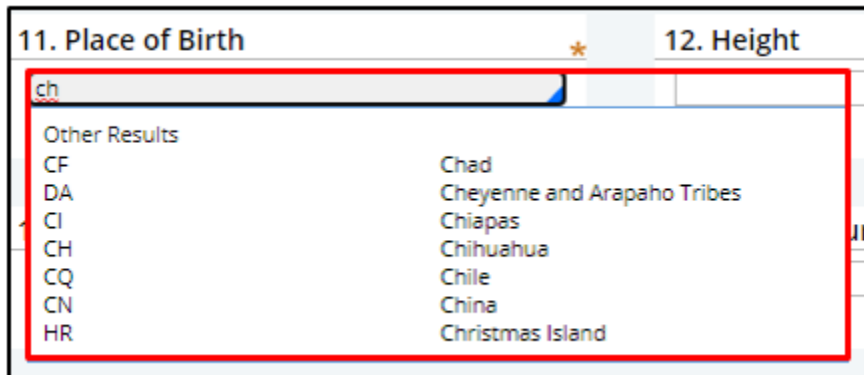 11. Place of Birth * 12. Height
ch
Other Results
CF Chad
DA Cheyenne and Arapaho Tribes
CI Chiapas
CH Chihuahua
CQ Chile
CN China
HR Christmas Island